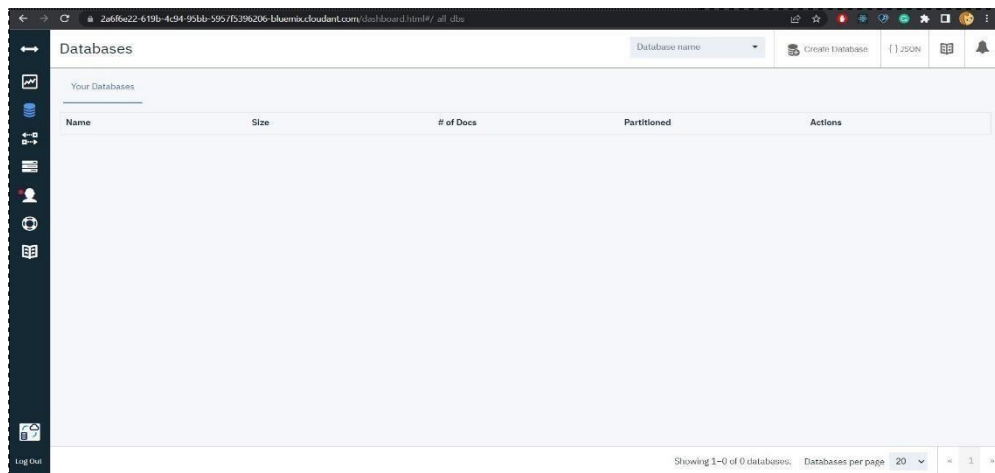 2a6f6e22-619b-4c94-95bb-5957f5396206-bluemix.cloudant.com/dashboard.html#/_all_dbs
Databases
Database name
Create Database
{ } JSON
Your Databases
Name Size # of Docs Partitioned Actions
Log Out
Showing 1–0 of 0 databases.
Databases per page 20
« 1 »